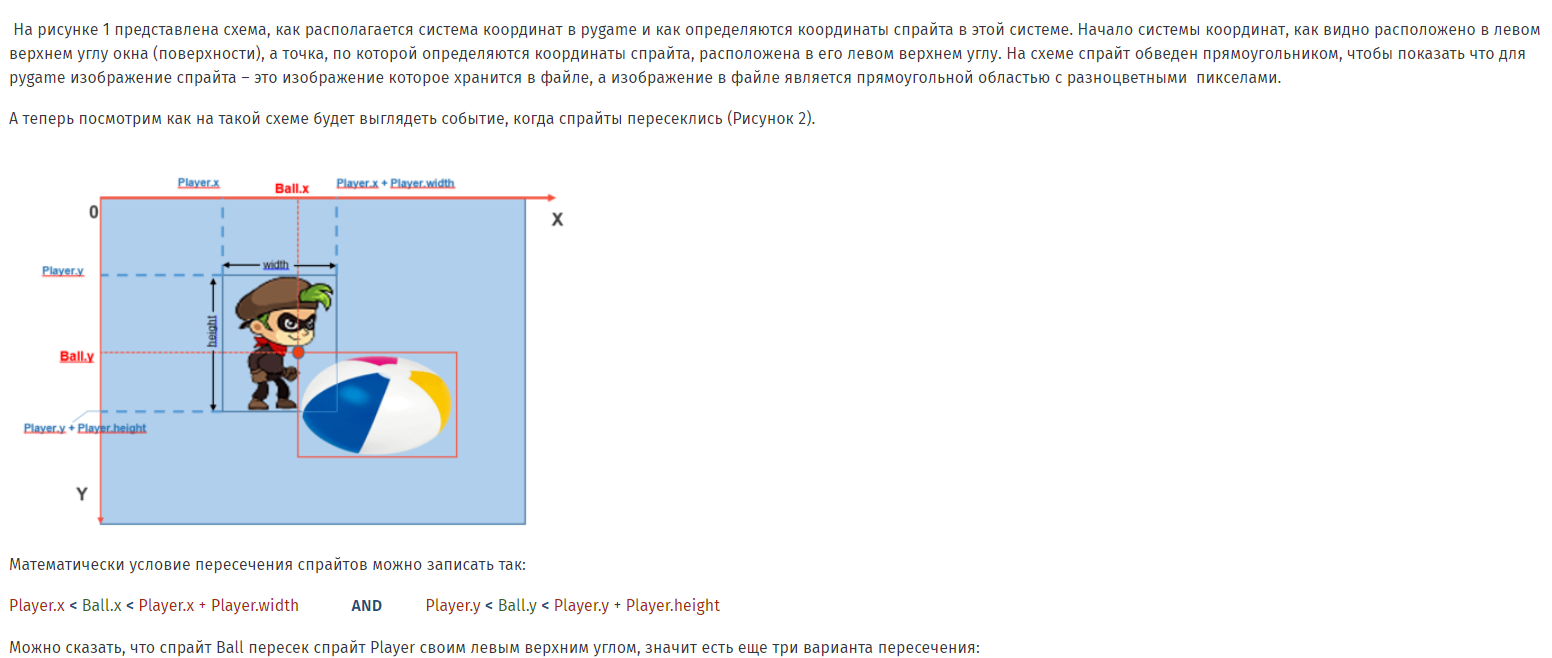 На рисунке 1 представлена схема, как располагается система координат в pygame и как определяются координаты спрайта в этой системе. Начало системы координат, как видно расположено в левом
верхнем углу окна (поверхности), а точка, по которой определяются координаты спрайта, расположена в его левом верхнем углу. На схеме спрайт обведен прямоугольником, чтобы показать что для
pygame изображение спрайта – это изображение которое хранится в файле, а изображение в файле является прямоугольной областью с разноцветными пикселами.
А теперь посмотрим как на такой схеме будет выглядеть событие, когда спрайты пересеклись (Рисунок 2).
Player.x
Ball.x
Player.x + Player.width
0
X
Player.y
width
height
Ball.y
Player.y + Player.height
Y
Математически условие пересечения спрайтов можно записать так:
Player.x < Ball.x < Player.x + Player.width AND Player.y < Ball.y < Player.y + Player.height
Можно сказать, что спрайт Ball пересек спрайт Player своим левым верхним углом, значит есть еще три варианта пересечения: